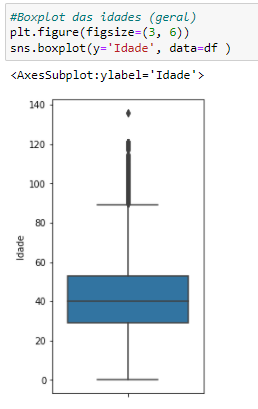 #Boxplot das idades (geral)
plt.figure(figsize=(3, 6))
sns.boxplot(y='Idade', data=df )
<AxesSubplot:ylabel='Idade'>
140
120
100
80
60
40
20
0
Idade